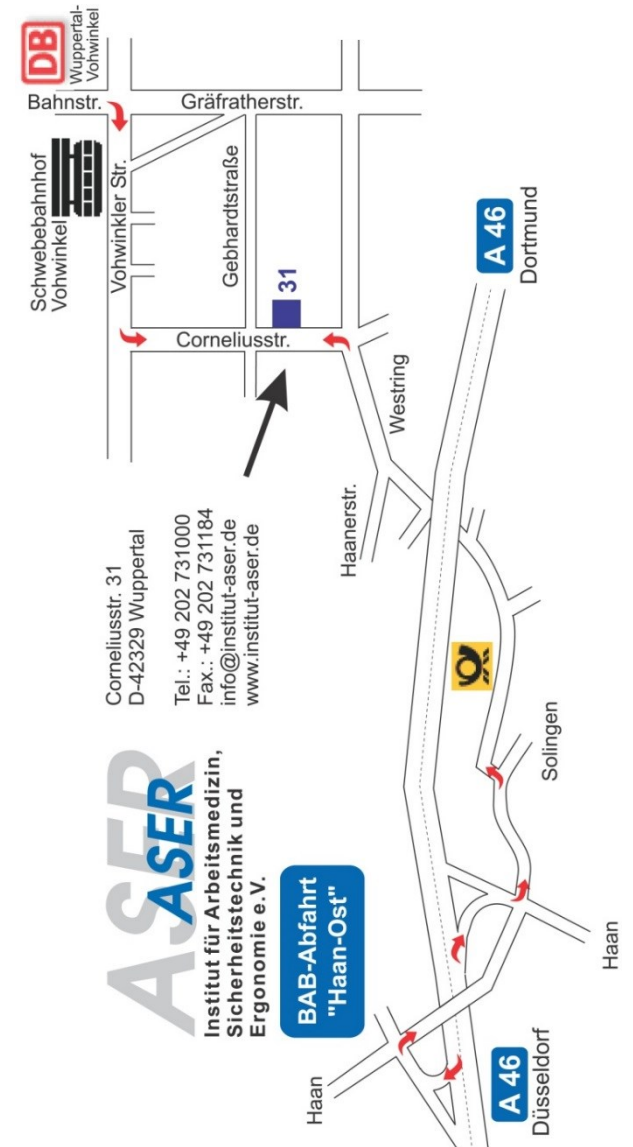 ASER
ASER
Institut für Arbeitsmedizin,
Sicherheitstechnik und
Ergonomie e.V.
Corneliusstr. 31
D-42329 Wuppertal
Tel.: +49 202 731000
Fax.: +49 202 731184
info@institut-aser.de
www.institut-aser.de
Schwebebahnhof
Vohwinkel
Bahnstr.
DB
Wuppertal-
Vohwinkel
Vohwinkler Str.
Gräfratherstr.
Gebhardtstraße
31
Corneliusstr.
Westring
Haanerstr.
A 46
Dortmund
BAB-Abfahrt
"Haan-Ost"
Solingen
Haan
Haan
A 46
Düsseldorf